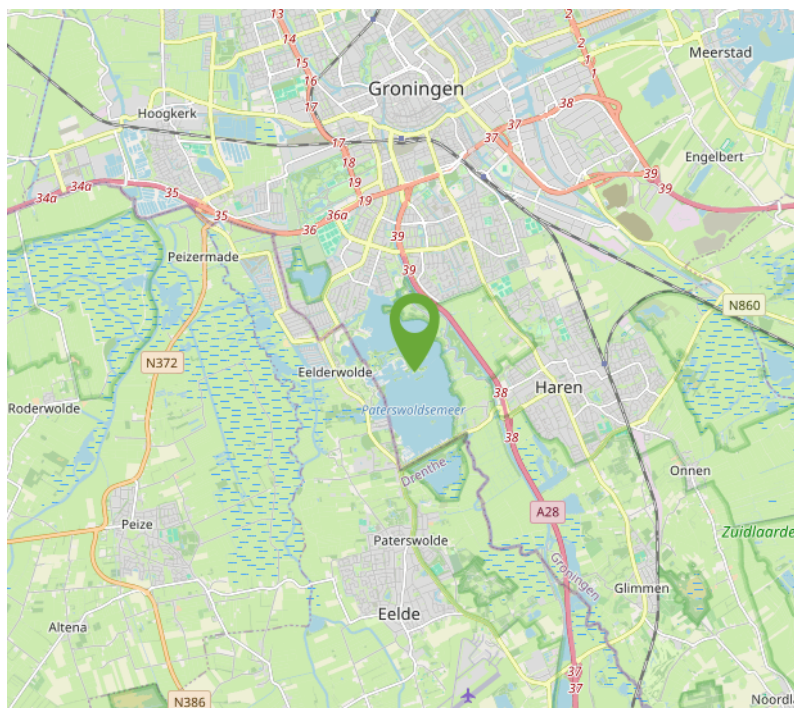 13
2
14
2
Meerstad
15
1
16
Groningen
1
17
38
Hoogkerk
37
37
17
Engelbert
18
34a
35
19
39
34a
19
39
35
36a
36
39
Peizermade
39
N860
N372
Eelderwolde
38
Haren
Roderwolde
Paterswoldsemeer
38
Drenthe
Onnen
A28
Peize
Zuidlaarde
Paterswolde
Groningen
Glimmen
Eelde
Altena
37
37
N386
Noordla